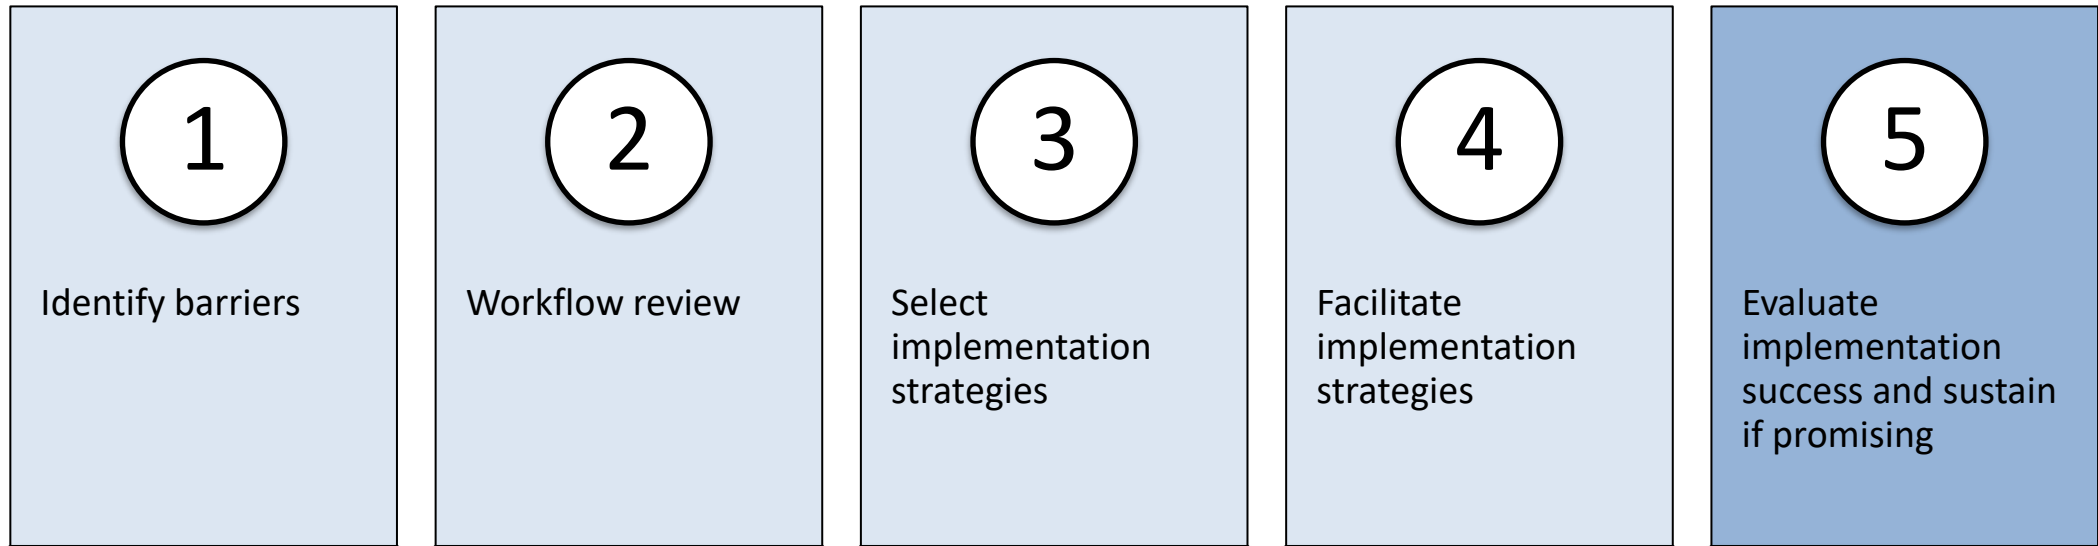 1
Identify barriers
2
Workflow review
3
Select
implementation
strategies
4
Facilitate
implementation
strategies
5
Evaluate
implementation
success and sustain
if promising